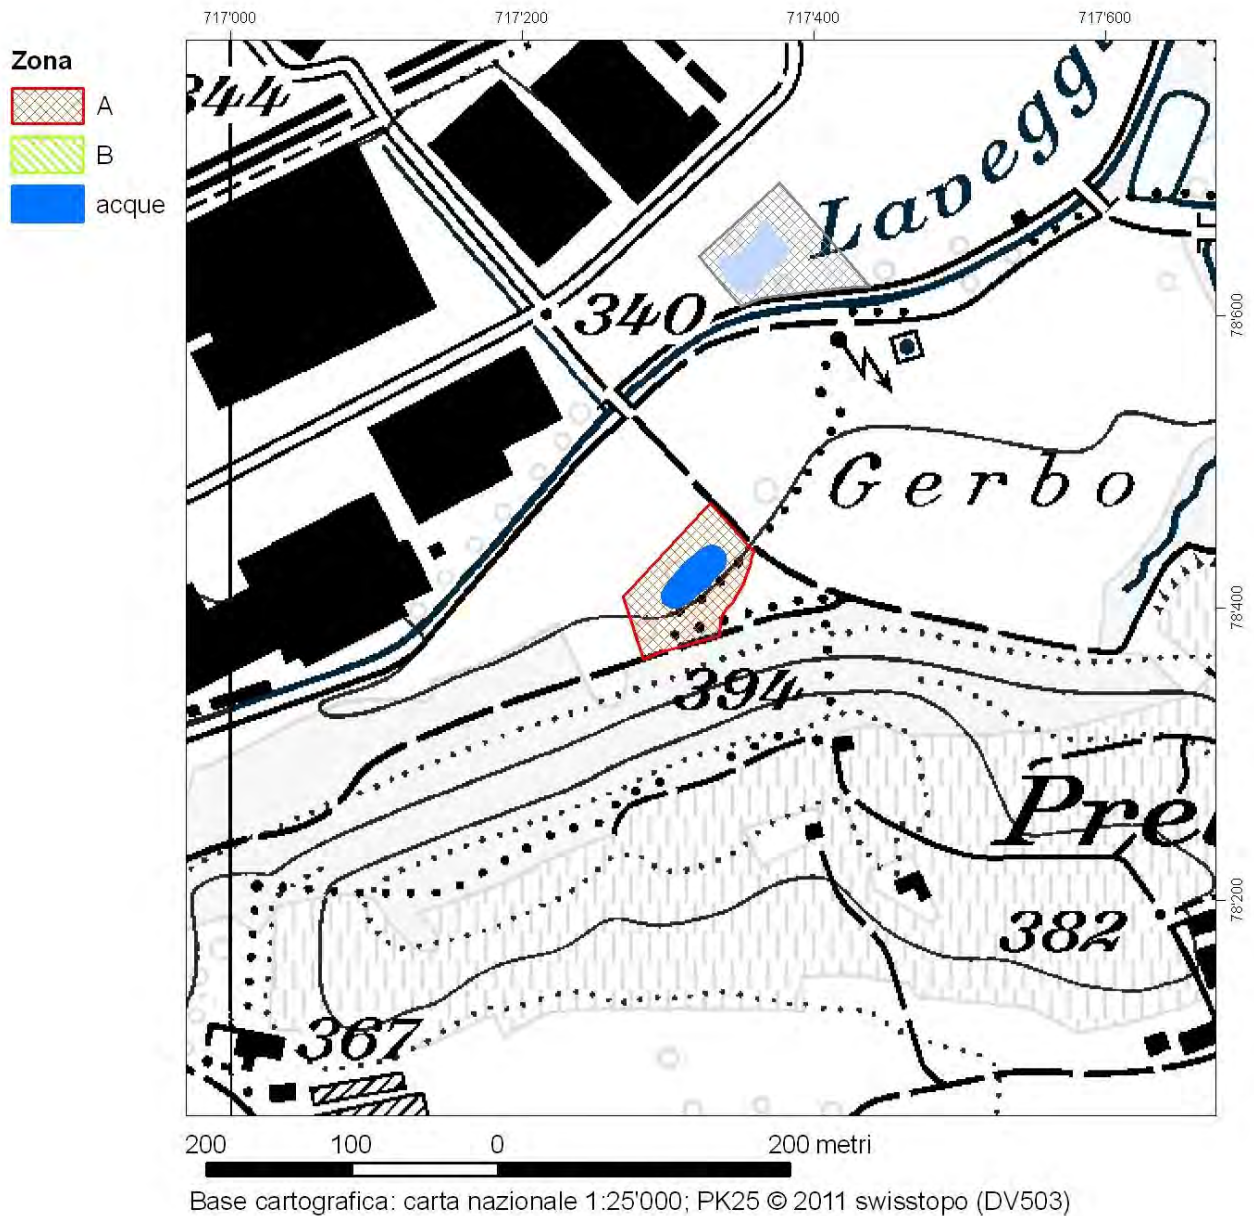 717'000 717'200 717'400 717'600
Zona
A
B
acque
344
Lavegg
340
78'600
Gerbo
78'400
394
Pre
78'200
382
367
200 100 0 200 metri
Base cartografica: carta nazionale 1:25'000; PK25 © 2011 swisstopo (DV503)